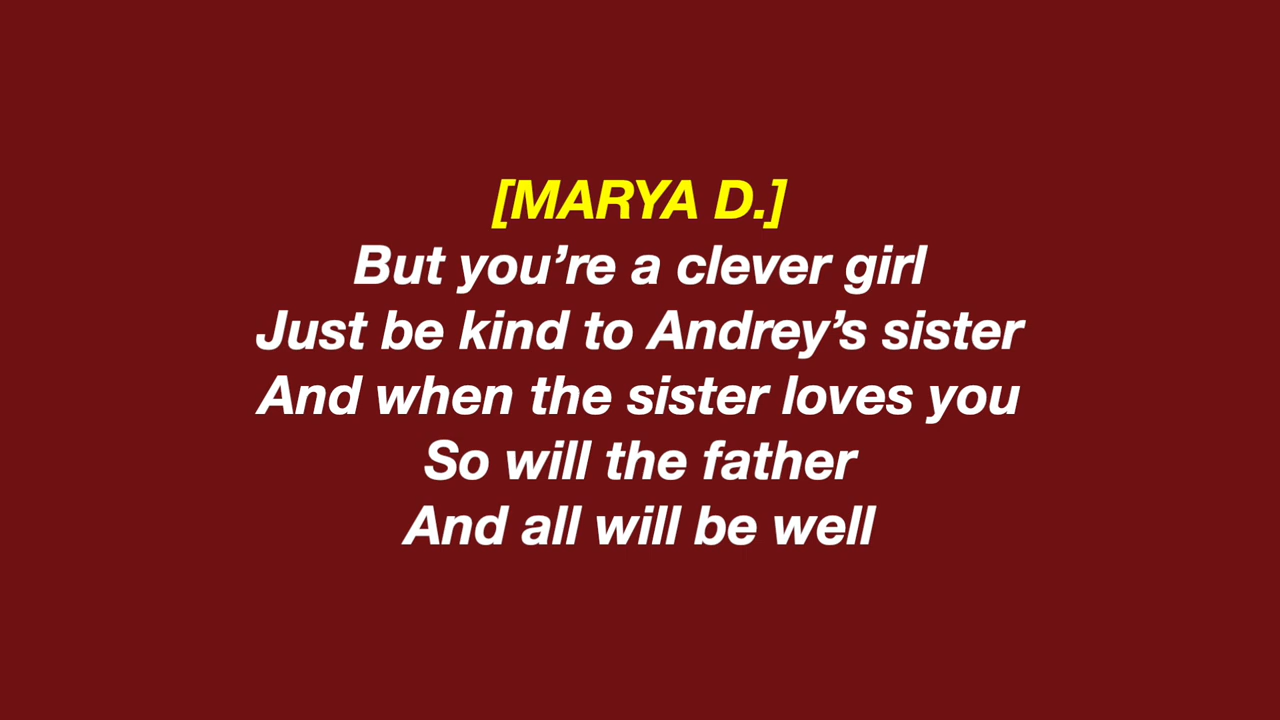 [MARYA D.]
But you’re a clever girl
Just be kind to Andrey’s sister
And when the sister loves you
So will the father
And all will be well